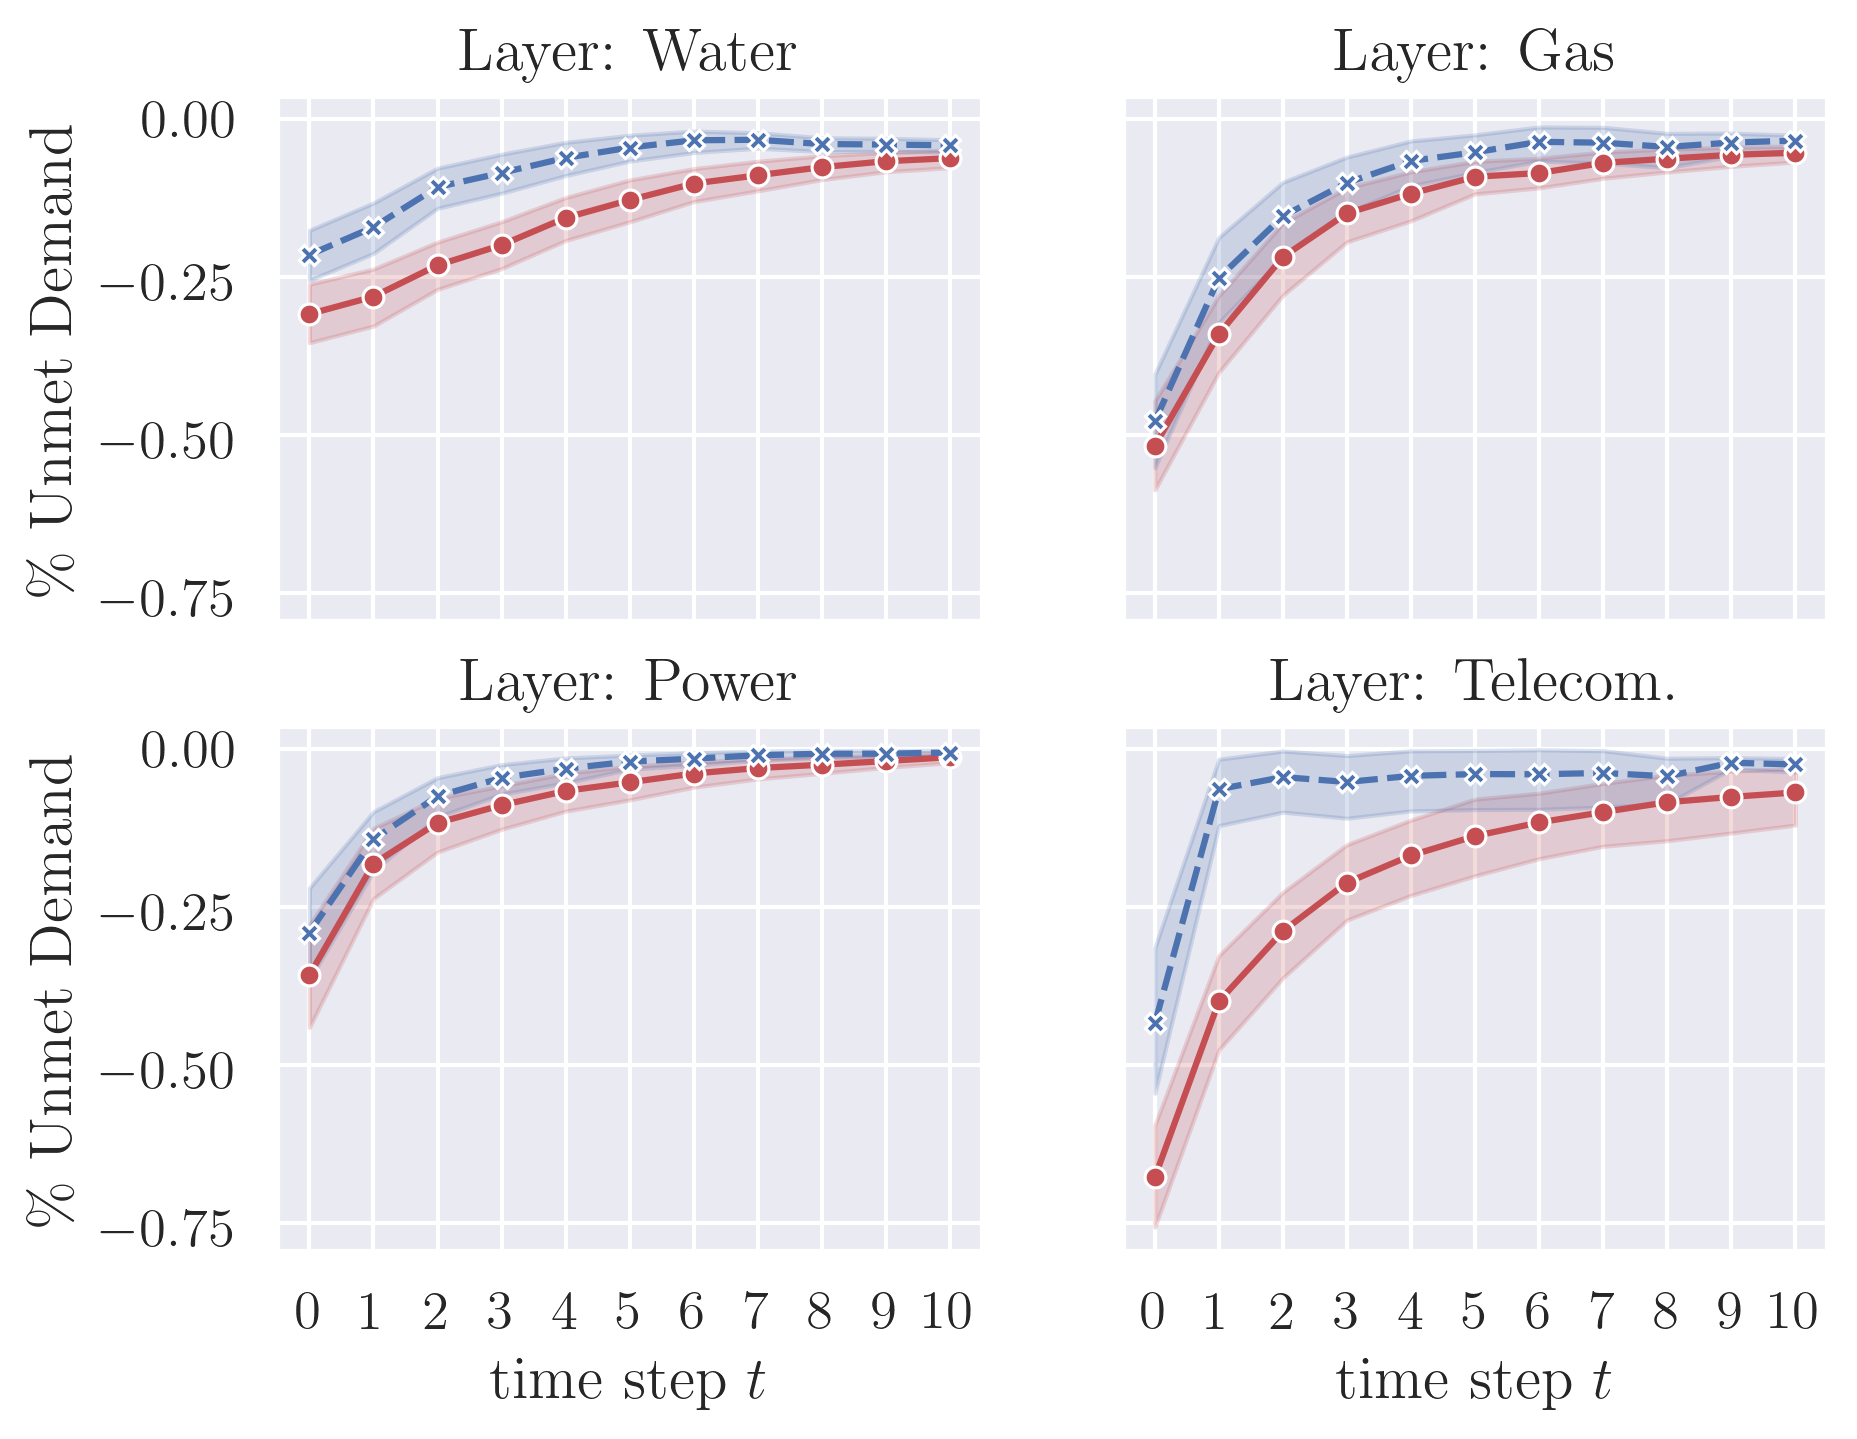 Layer: Water
Layer: Gas
% Unmet Demand
0.00
−0.25
−0.50
−0.75
Layer: Power
Layer: Telecom.
% Unmet Demand
0.00
−0.25
−0.50
−0.75
0 1 2 3 4 5 6 7 8 9 10
0 1 2 3 4 5 6 7 8 9 10
time step t
time step t